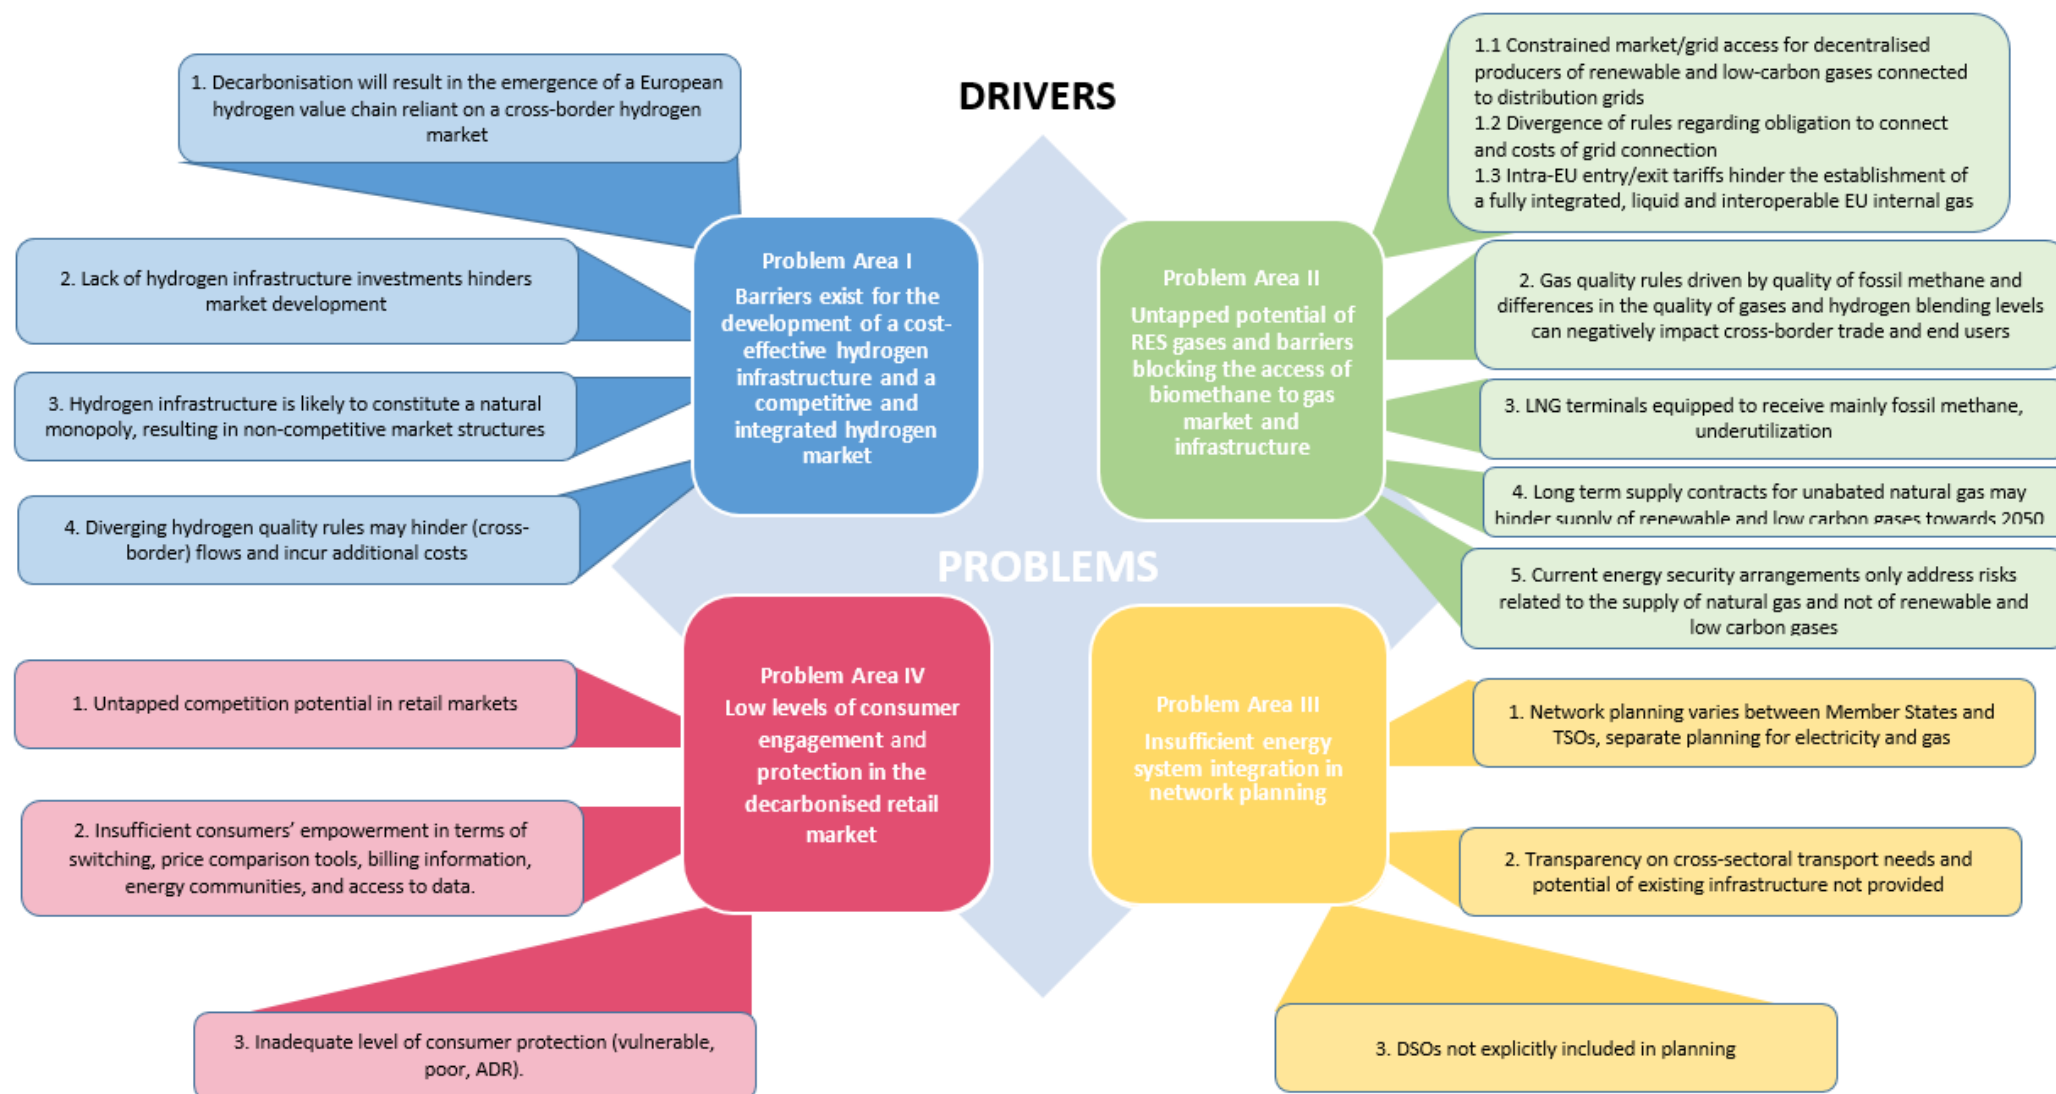 DRIVERS
1. Decarbonisation will result in the emergence of a European
hydrogen value chain reliant on a cross-border hydrogen
market
2. Lack of hydrogen infrastructure investments hinders
market development
3. Hydrogen infrastructure is likely to constitute a natural
monopoly, resulting in non-competitive market structures
4. Diverging hydrogen quality rules may hinder (cross-
border) flows and incur additional costs
Problem Area I
Barriers exist for the
development of a cost-
effective hydrogen
infrastructure and a
competitive and
integrated hydrogen
market
Problem Area II
Untapped potential of
RES gases and barriers
blocking the access of
biomethane to gas
market and
infrastructure
1.1 Constrained market/grid access for decentralised
producers of renewable and low-carbon gases connected
to distribution grids
1.2 Divergence of rules regarding obligation to connect
and costs of grid connection
1.3 Intra-EU entry/exit tariffs hinder the establishment of
a fully integrated, liquid and interoperable EU internal gas
2. Gas quality rules driven by quality of fossil methane and
differences in the quality of gases and hydrogen blending levels
can negatively impact cross-border trade and end users
3. LNG terminals equipped to receive mainly fossil methane,
underutilization
4. Long term supply contracts for unabated natural gas may
hinder supply of renewable and low carbon gases towards 2050
5. Current energy security arrangements only address risks
related to the supply of natural gas and not of renewable and
low carbon gases
PROBLEMS
1. Untapped competition potential in retail markets
2. Insufficient consumers’ empowerment in terms of
switching, price comparison tools, billing information,
energy communities, and access to data.
3. Inadequate level of consumer protection (vulnerable,
poor, ADR).
Problem Area IV
Low levels of consumer
engagement and
protection in the
decarbonised retail
market
Problem Area III
Insufficient energy
system integration in
network planning
1. Network planning varies between Member States and
TSOs, separate planning for electricity and gas
2. Transparency on cross-sectoral transport needs and
potential of existing infrastructure not provided
3. DSOs not explicitly included in planning